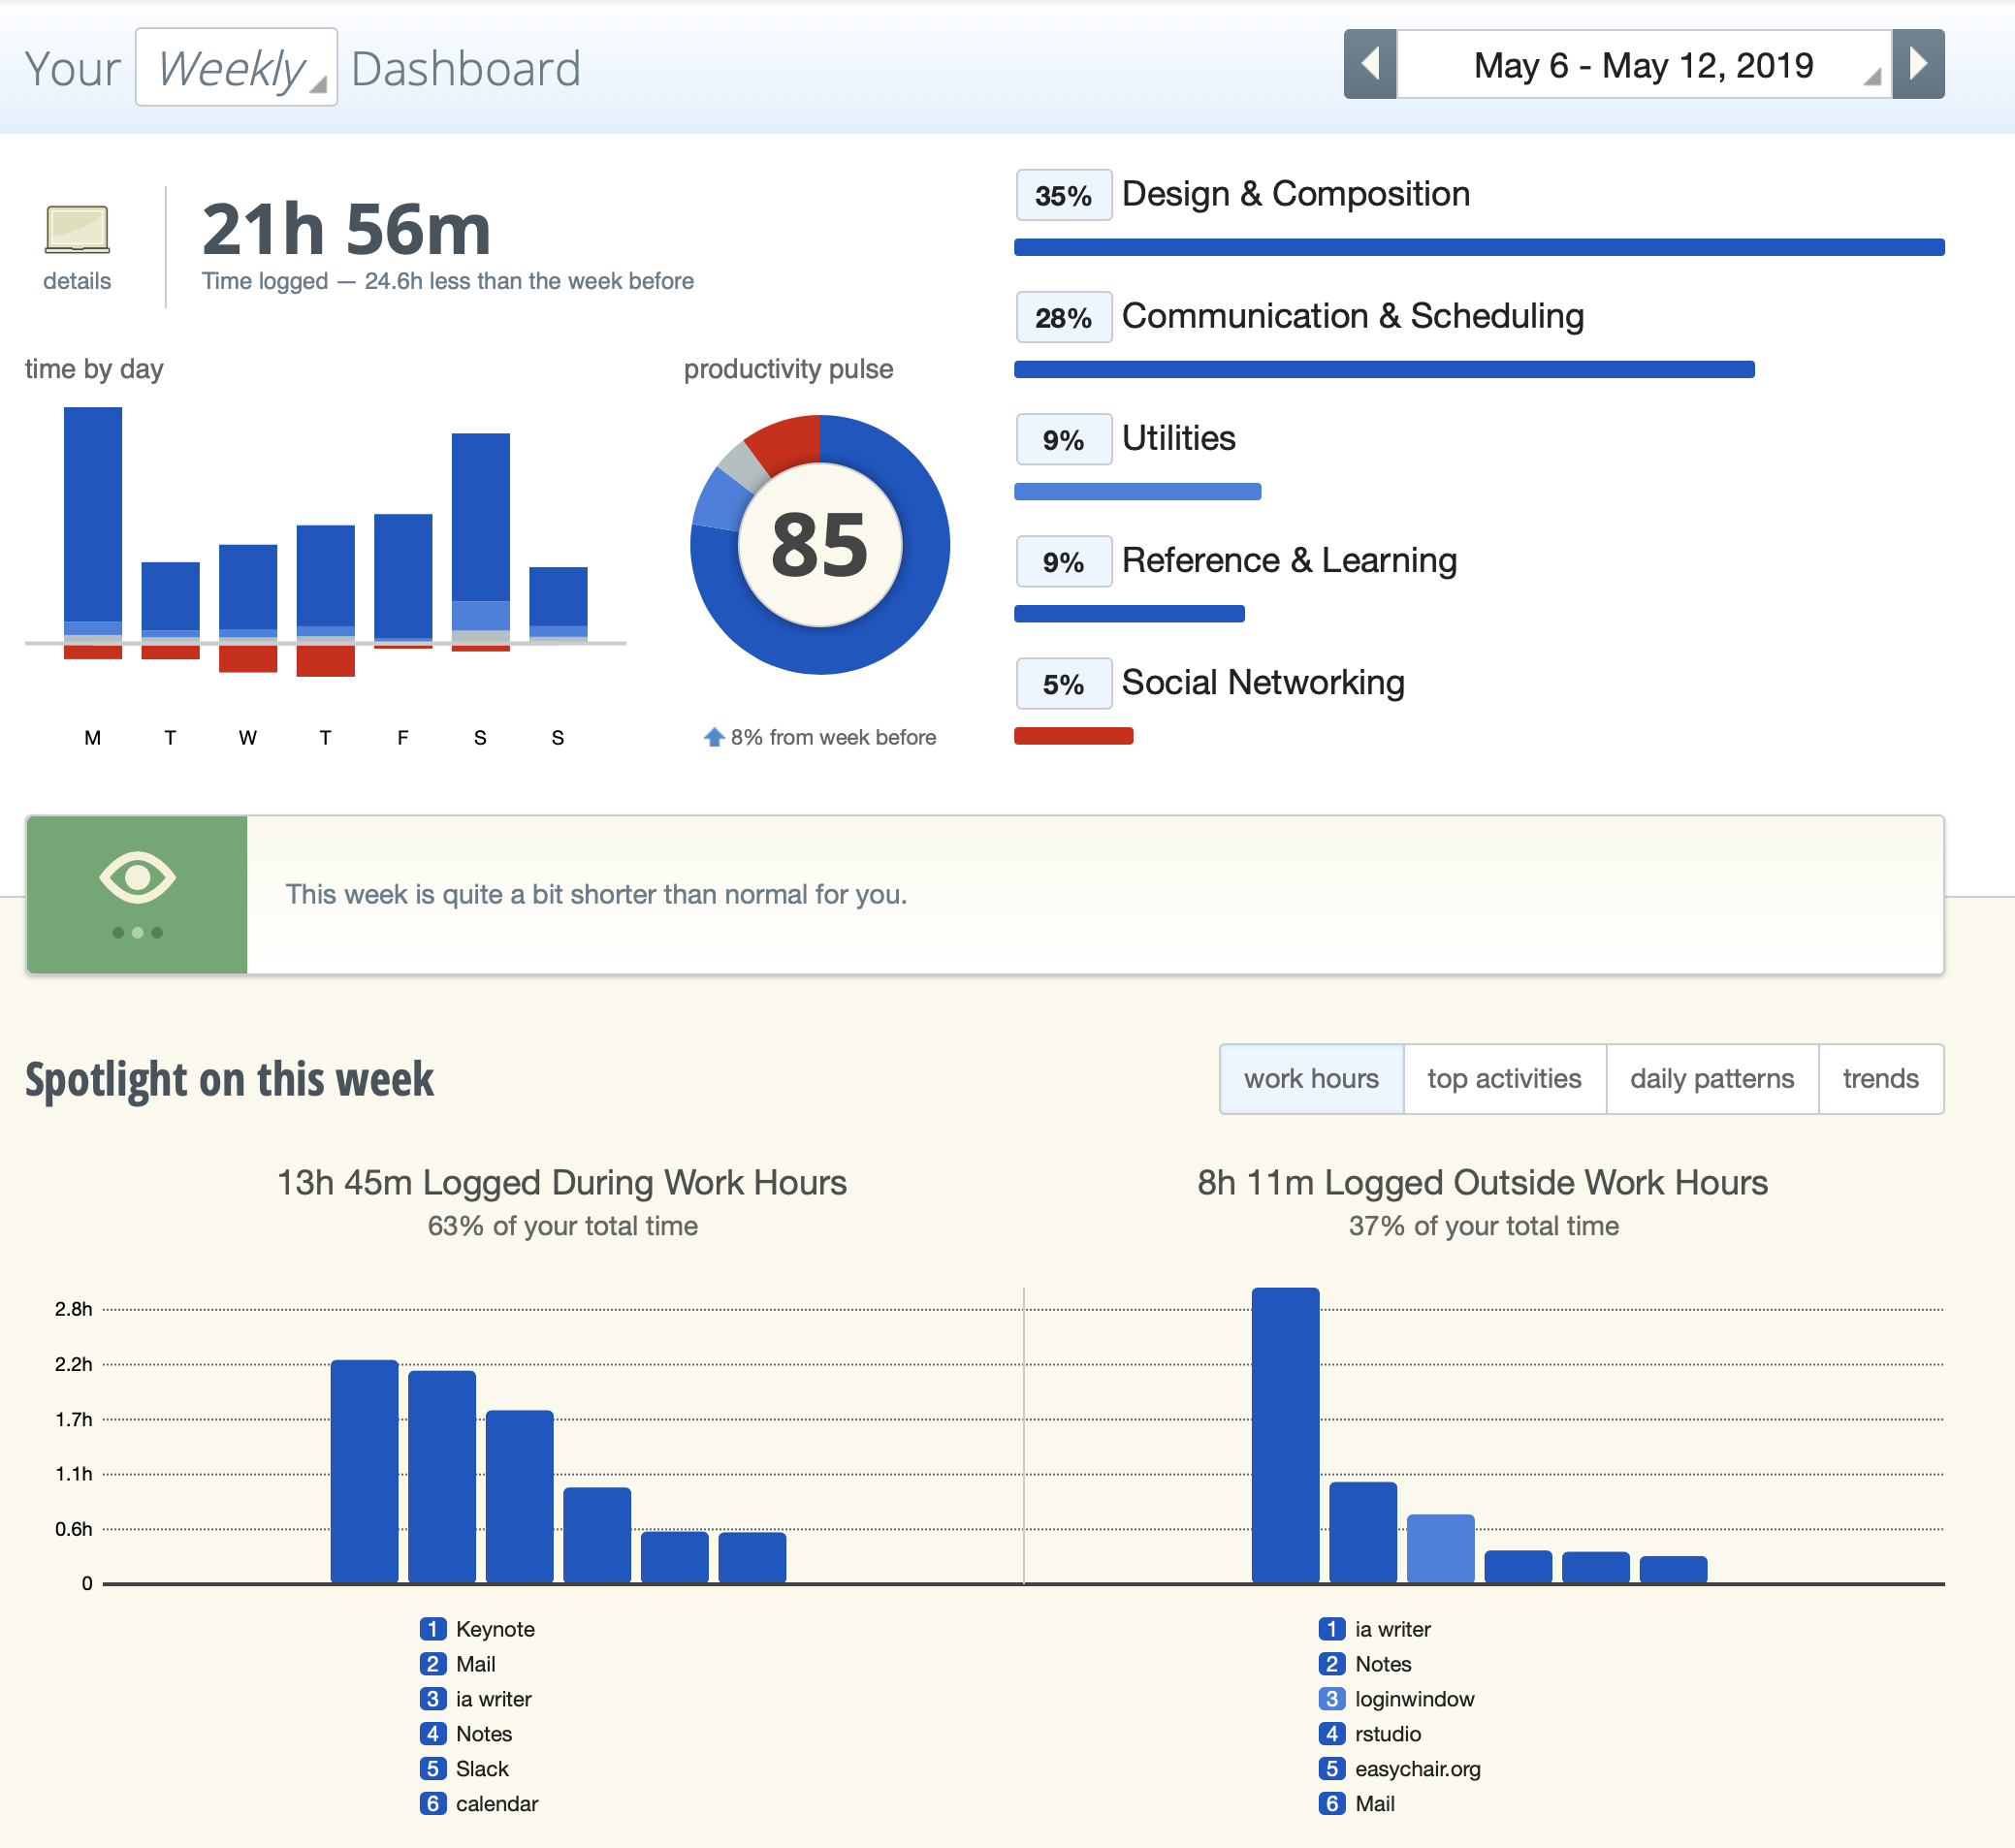 Your Weekly Dashboard
May 6 - May 12, 2019
details
21h 56m
Time logged — 24.6h less than the week before
time by day
M T W T F S S
productivity pulse
85
8% from week before
35% Design & Composition
28% Communication & Scheduling
9% Utilities
9% Reference & Learning
5% Social Networking
This week is quite a bit shorter than normal for you.
Spotlight on this week
work hours top activities daily patterns trends
13h 45m Logged During Work Hours
63% of your total time
8h 11m Logged Outside Work Hours
37% of your total time
2.8h
2.2h
1.7h
1.1h
0.6h
0
1 Keynote
2 Mail
3 ia writer
4 Notes
5 Slack
6 calendar
1 ia writer
2 Notes
3 loginwindow
4 rstudio
5 easychair.org
6 Mail